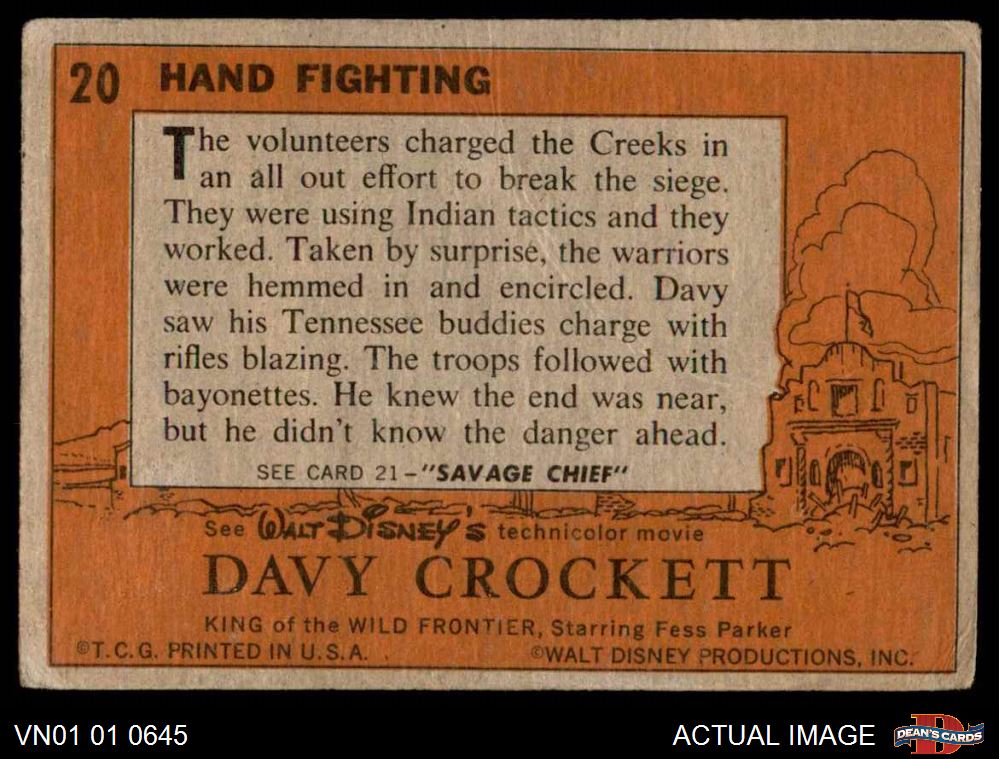 20 HAND FIGHTING
The volunteers charged the Creeks in
an all out effort to break the siege.
They were using Indian tactics and they
worked. Taken by surprise, the warriors
were hemmed in and encircled. Davy
saw his Tennessee buddies charge with
rifles blazing. The troops followed with
bayonettes. He knew the end was near,
but he didn't know the danger ahead.
SEE CARD 21-"SAVAGE CHIEF"
See WALT DISNEY'S technicolor movie
DAVY CROCKETT
KING of the WILD FRONTIER, Starring Fess Parker
©T.C.G. PRINTED IN U.S.A. ©WALT DISNEY PRODUCTIONS, INC.
VN01 01 0645 ACTUAL IMAGE DEAN'S CARDS